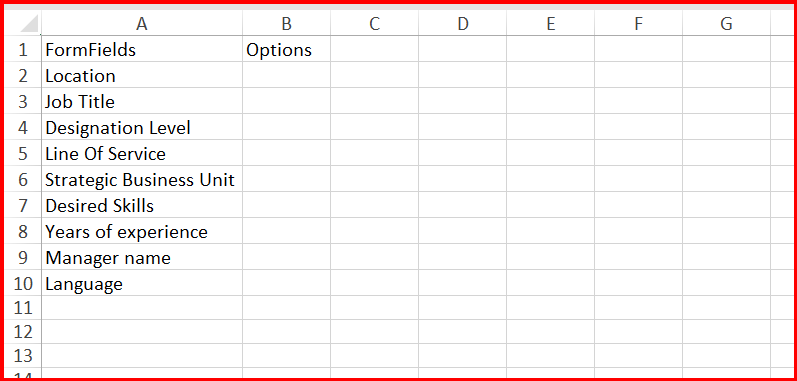 A B C D E F G
1 FormFields Options
2 Location
3 Job Title
4 Designation Level
5 Line Of Service
6 Strategic Business Unit
7 Desired Skills
8 Years of experience
9 Manager name
10 Language
11
12
13
14